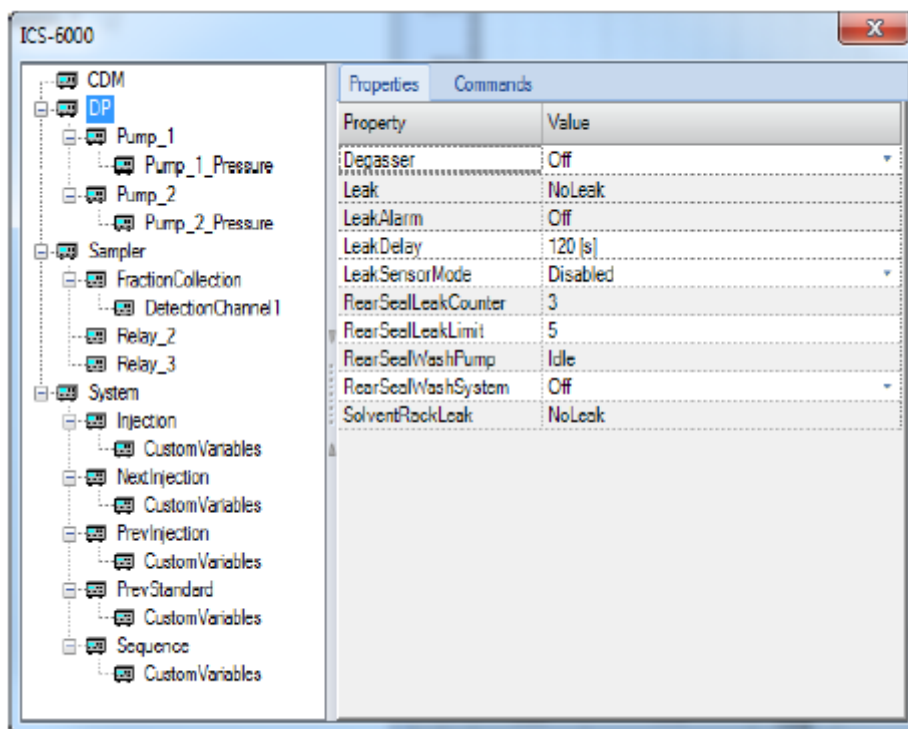 ICS-6000
CDM
DP
Pump_1
Pump_1_Pressure
Pump_2
Pump_2_Pressure
Sampler
FractionCollection
DetectionChannel1
Relay_2
Relay_3
System
Injection
CustomVariables
NextInjection
CustomVariables
PrevInjection
CustomVariables
PrevStandard
CustomVariables
Sequence
CustomVariables
Properties Commands
Property Value
Degasser Off
Leak NoLeak
LeakAlarm Off
LeakDelay 120 [s]
LeakSensorMode Disabled
RearSealLeakCounter 3
RearSealLeakLimit 5
RearSealWashPump Idle
RearSealWashSystem Off
SolventRackLeak NoLeak